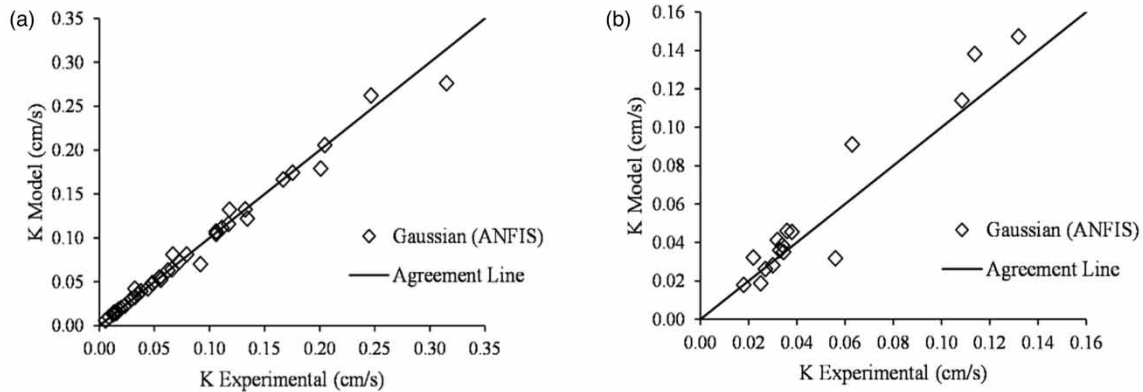 (a)
0.35
0.30
0.25
0.20
0.15
0.10
0.05
0.00
K Model (cm/s)
Gaussian (ANFIS)
Agreement Line
0.00 0.05 0.10 0.15 0.20 0.25 0.30 0.35
K Experimental (cm/s)
(b)
0.16
0.14
0.12
0.10
0.08
0.06
0.04
0.02
0.00
K Model (cm/s)
Gaussian (ANFIS)
Agreement Line
0.00 0.02 0.04 0.06 0.08 0.10 0.12 0.14 0.16
K Experimental (cm/s)